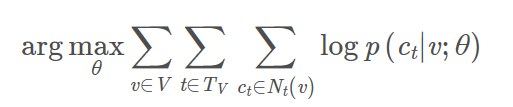 arg max_θ ∑_{v∈V} ∑_{t∈T_V} ∑_{c_t∈N_t(v)} log p(c_t|v; θ)